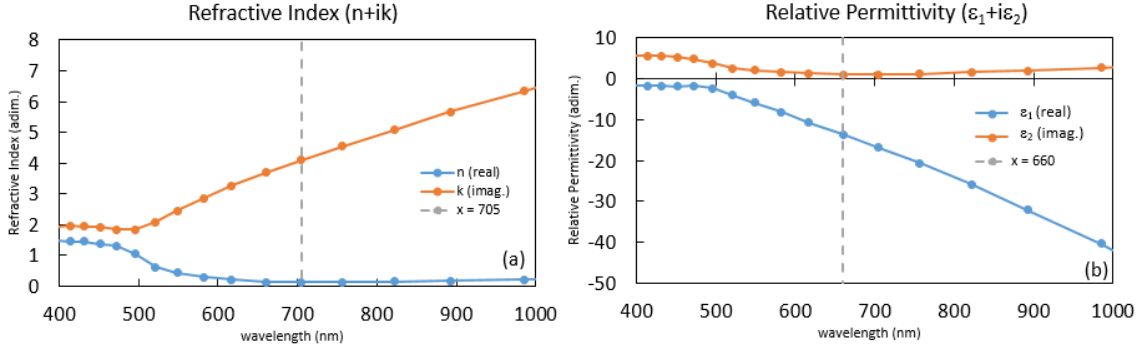 Refractive Index (n+ik)
Refractive Index (adim.)
8
7
6
5
4
3
2
1
0
n (real)
k (imag.)
x = 705
(a)
400 500 600 700 800 900 1000
wavelength (nm)
Relative Permittivity (ε1+iε2)
Relative Permittivity (adim.)
10
0
-10
-20
-30
-40
-50
ε1 (real)
ε2 (imag.)
x = 660
(b)
400 500 600 700 800 900 1000
wavelength (nm)